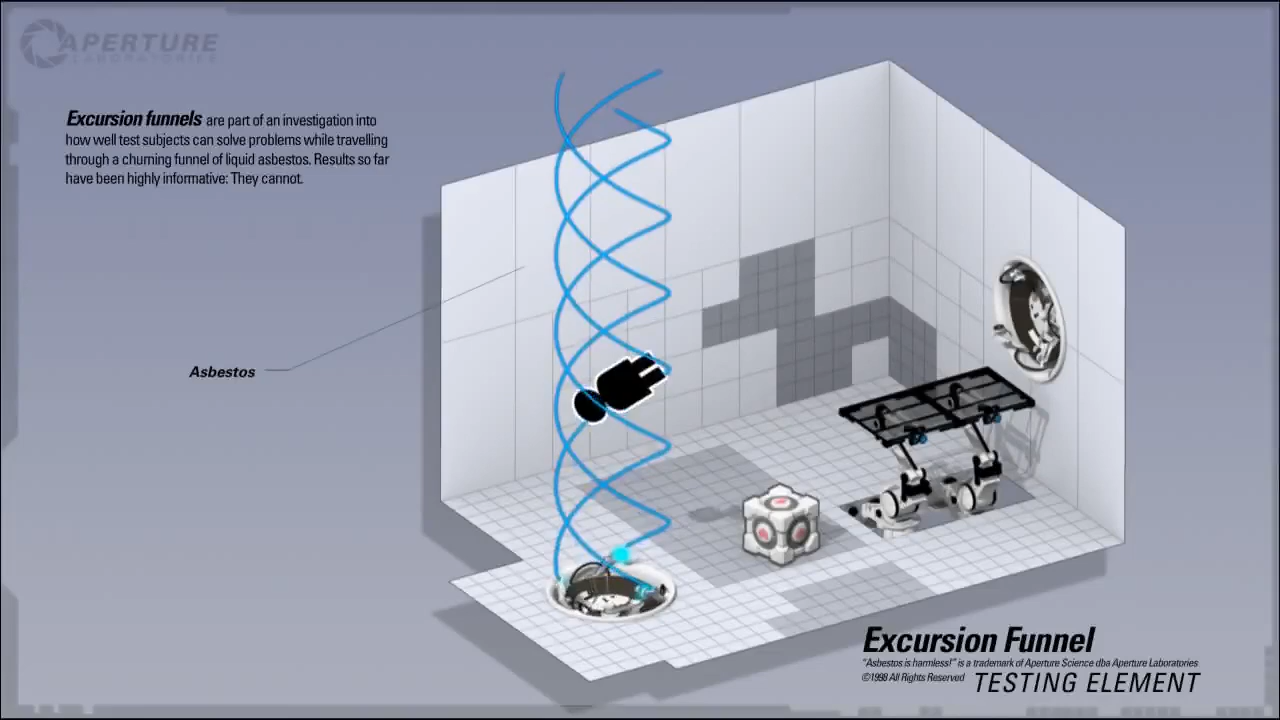 APERTURE
LABORATORIES
Excursion funnels are part of an investigation into
how well test subjects can solve problems while travelling
through a churning funnel of liquid asbestos. Results so far
have been highly informative: They cannot.
Asbestos
Excursion Funnel
"Asbestos is harmless!" is a trademark of Aperture Science dba Aperture Laboratories
©1998 All Rights Reserved
TESTING ELEMENT